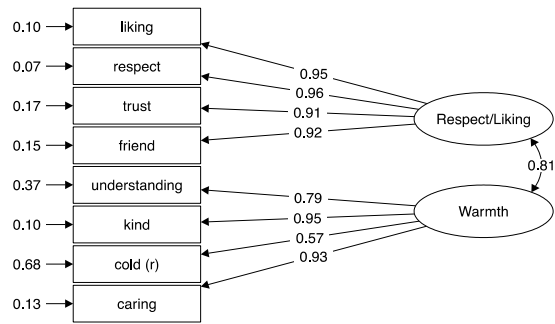 0.10 liking
0.07 respect 0.95
0.96
0.17 trust 0.91 Respect/Liking
0.92
0.15 friend
0.81
0.37 understanding 0.79
0.10 kind 0.95 Warmth
0.57
0.68 cold (r) 0.93
0.13 caring